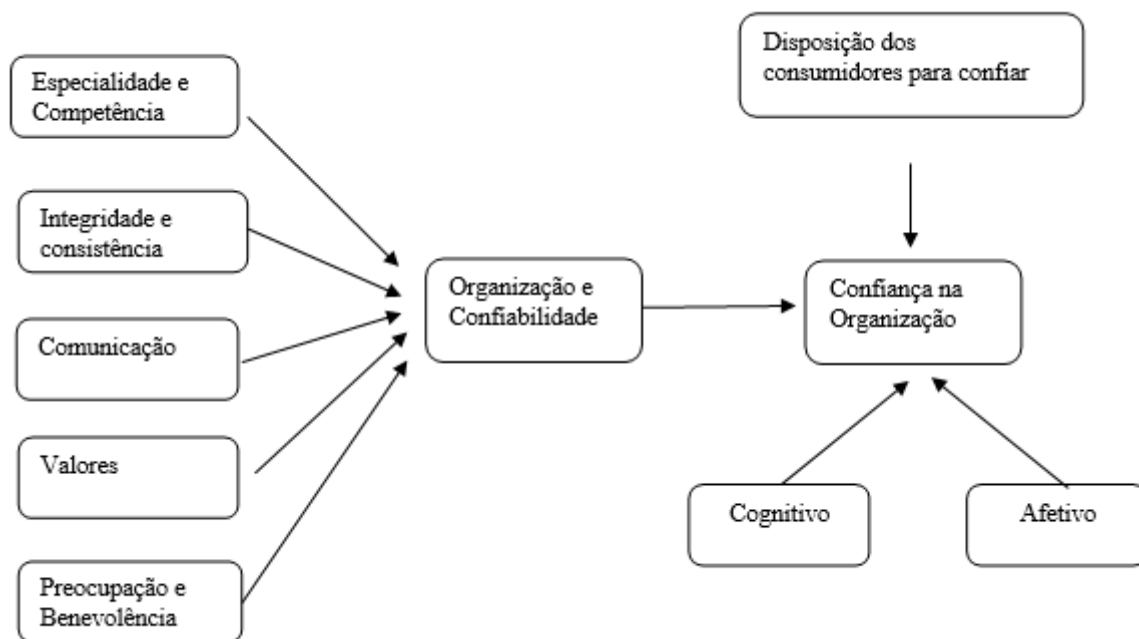 Disposição dos
consumidores para confiar
Especialidade e
Competência
Integridade e
consistência
Organização e
Confiabilidade
Confiança na
Organização
Comunicação
Valores
Cognitivo
Afetivo
Preocupação e
Benevolência